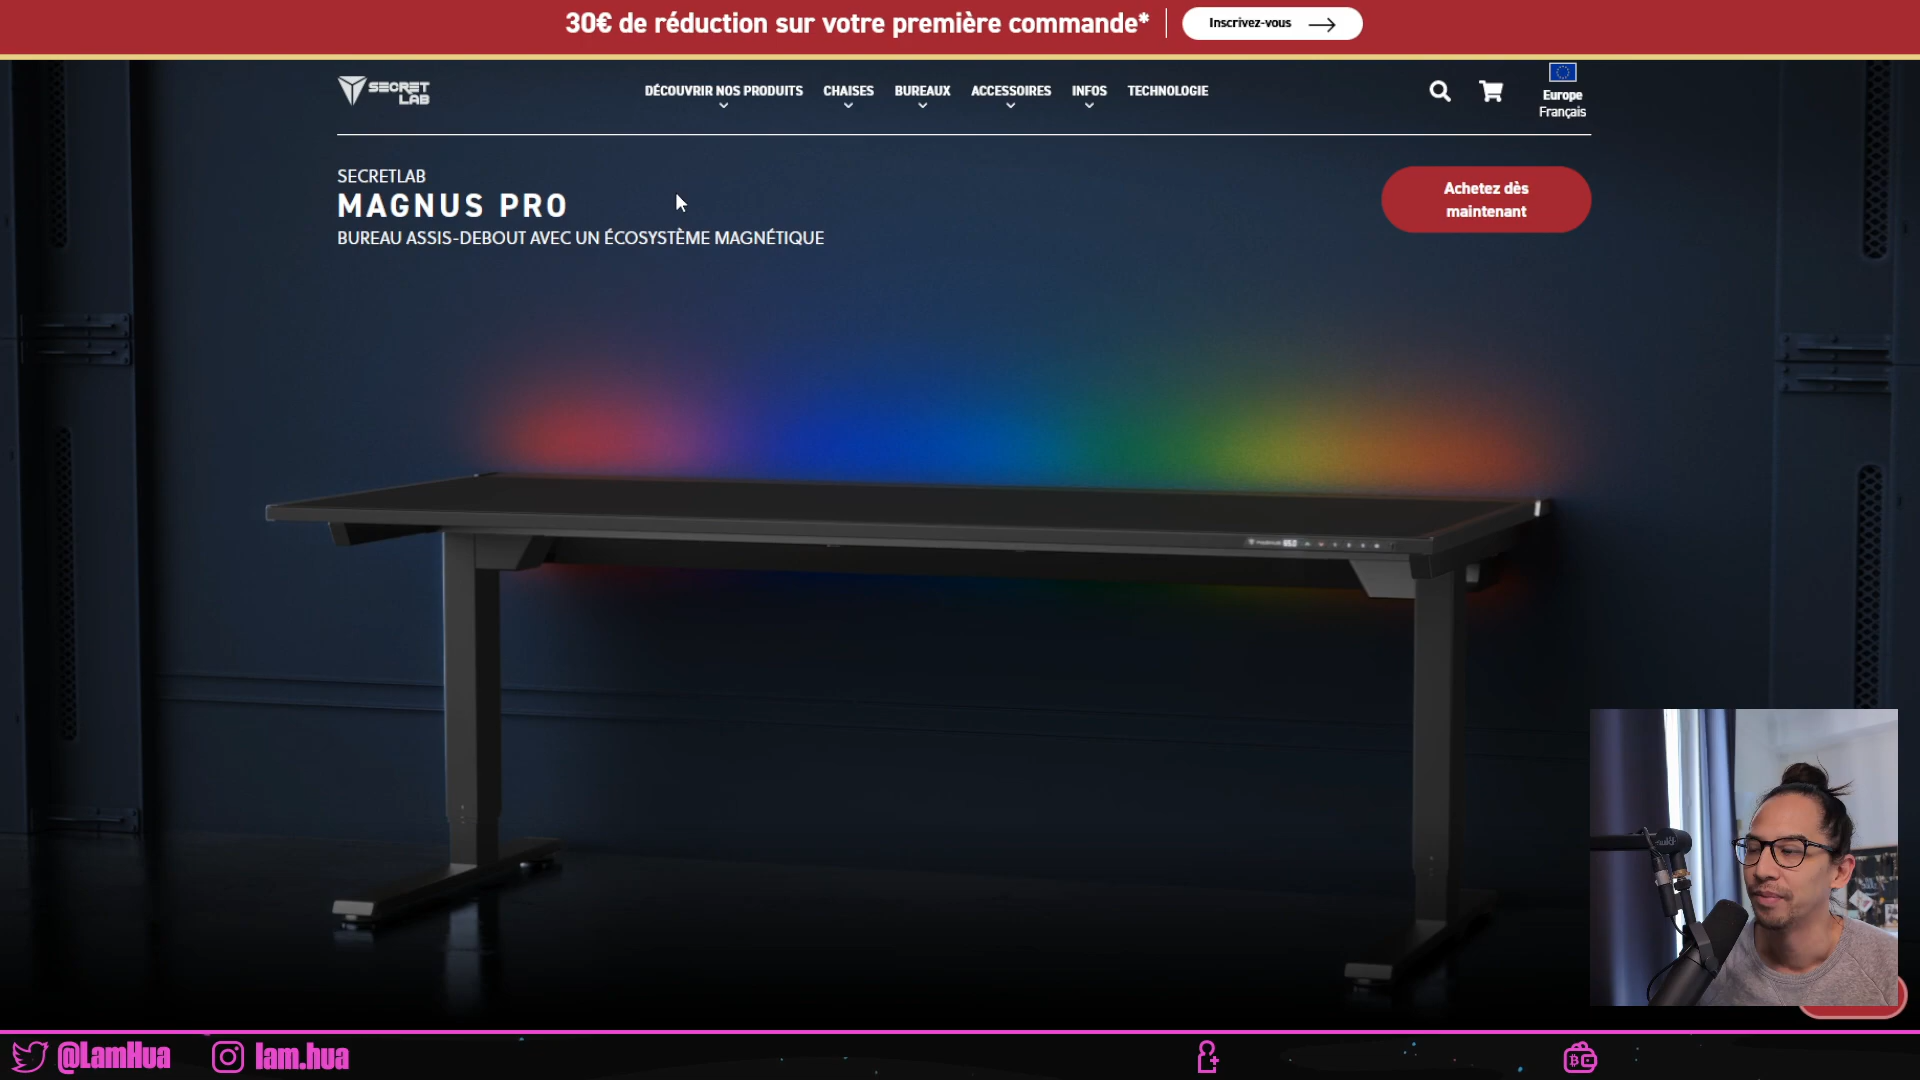 30€ de réduction sur votre première commande*
Inscrivez-vous
SECRET
LAB
DÉCOUVRIR NOS PRODUITS
CHAISES
BUREAUX
ACCESSOIRES
INFOS
TECHNOLOGIE
Europe
Français
SECRETLAB
MAGNUS PRO
BUREAU ASSIS-DEBOUT AVEC UN ÉCOSYSTÈME MAGNÉTIQUE
Achetez dès
maintenant
@LamHua
lam.hua